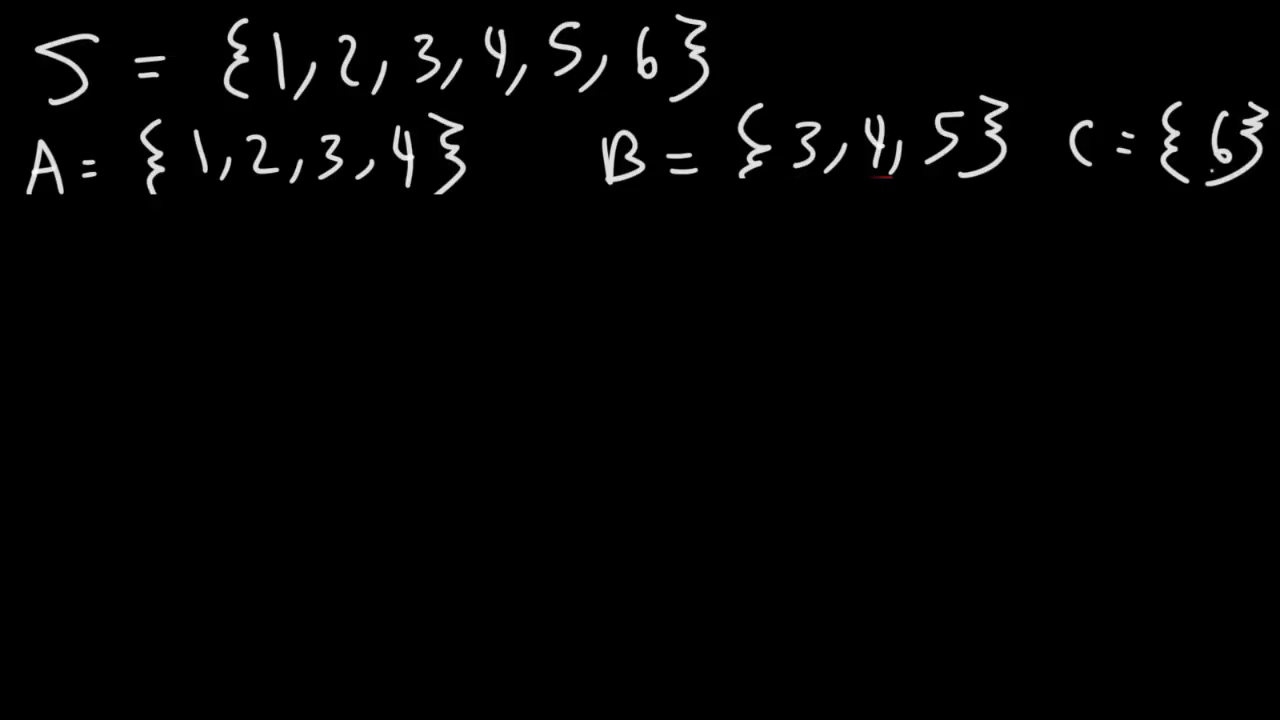 S = {1, 2, 3, 4, 5, 6}
A = {1, 2, 3, 4} B = {3, 4, 5} C = {6}